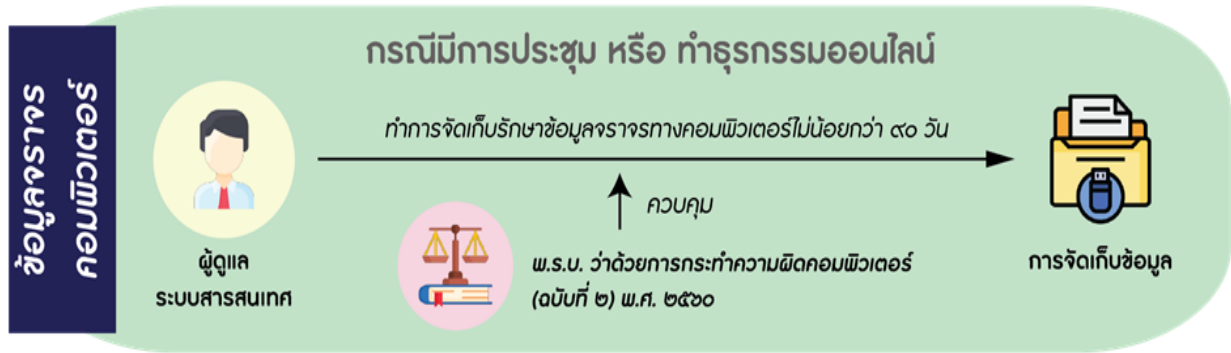 ข้อมูลจราจร
คอมพิวเตอร์
กรณีมีการประชุม หรือ ทำธุรกรรมออนไลน์
ทำการจัดเก็บรักษาข้อมูลจราจรทางคอมพิวเตอร์ไม่น้อยกว่า ๙๐ วัน
ควบคุม
ผู้ดูแล
ระบบสารสนเทศ
พ.ร.บ. ว่าด้วยการกระทำความผิดคอมพิวเตอร์
(ฉบับที่ ๒) พ.ศ. ๒๕๖๐
การจัดเก็บข้อมูล